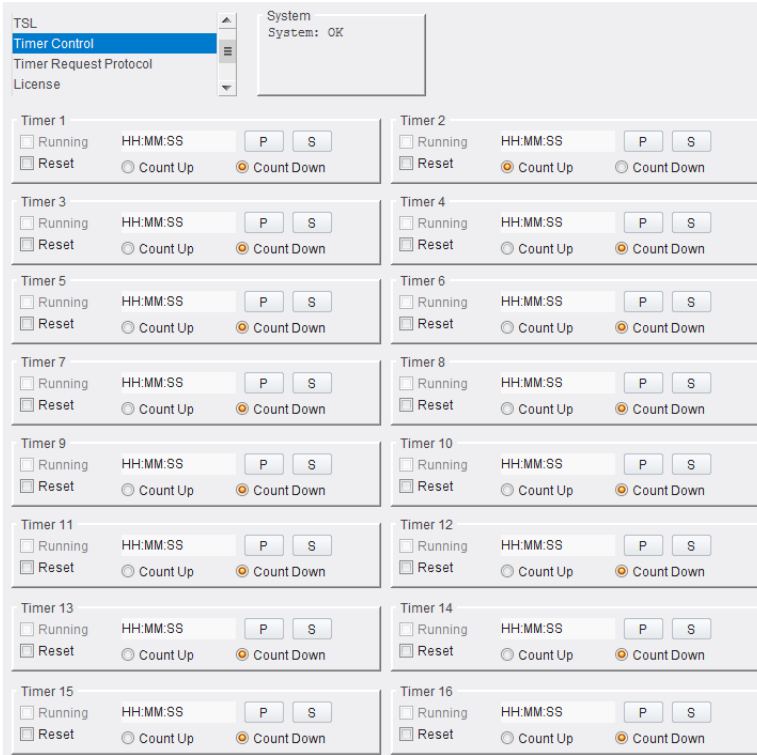 TSL
Timer Control
Timer Request Protocol
License
System
System: OK
Timer 1
Running HH:MM:SS P S
Reset Count Up Count Down
Timer 2
Running HH:MM:SS P S
Reset Count Up Count Down
Timer 3
Running HH:MM:SS P S
Reset Count Up Count Down
Timer 4
Running HH:MM:SS P S
Reset Count Up Count Down
Timer 5
Running HH:MM:SS P S
Reset Count Up Count Down
Timer 6
Running HH:MM:SS P S
Reset Count Up Count Down
Timer 7
Running HH:MM:SS P S
Reset Count Up Count Down
Timer 8
Running HH:MM:SS P S
Reset Count Up Count Down
Timer 9
Running HH:MM:SS P S
Reset Count Up Count Down
Timer 10
Running HH:MM:SS P S
Reset Count Up Count Down
Timer 11
Running HH:MM:SS P S
Reset Count Up Count Down
Timer 12
Running HH:MM:SS P S
Reset Count Up Count Down
Timer 13
Running HH:MM:SS P S
Reset Count Up Count Down
Timer 14
Running HH:MM:SS P S
Reset Count Up Count Down
Timer 15
Running HH:MM:SS P S
Reset Count Up Count Down
Timer 16
Running HH:MM:SS P S
Reset Count Up Count Down